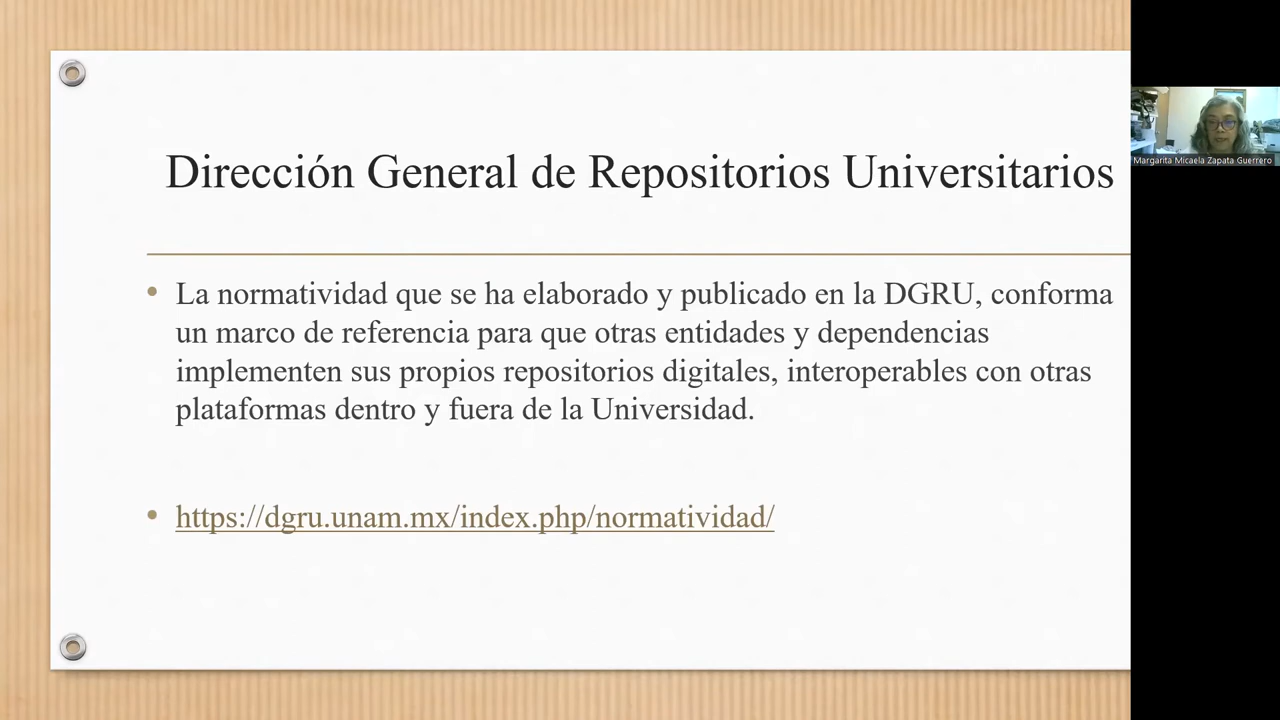 Dirección General de Repositorios Universitarios
La normatividad que se ha elaborado y publicado en la DGRU, conforma
un marco de referencia para que otras entidades y dependencias
implementen sus propios repositorios digitales, interoperables con otras
plataformas dentro y fuera de la Universidad.
https://dgru.unam.mx/index.php/normatividad/
Margarita Micaela Zapata Guerrero